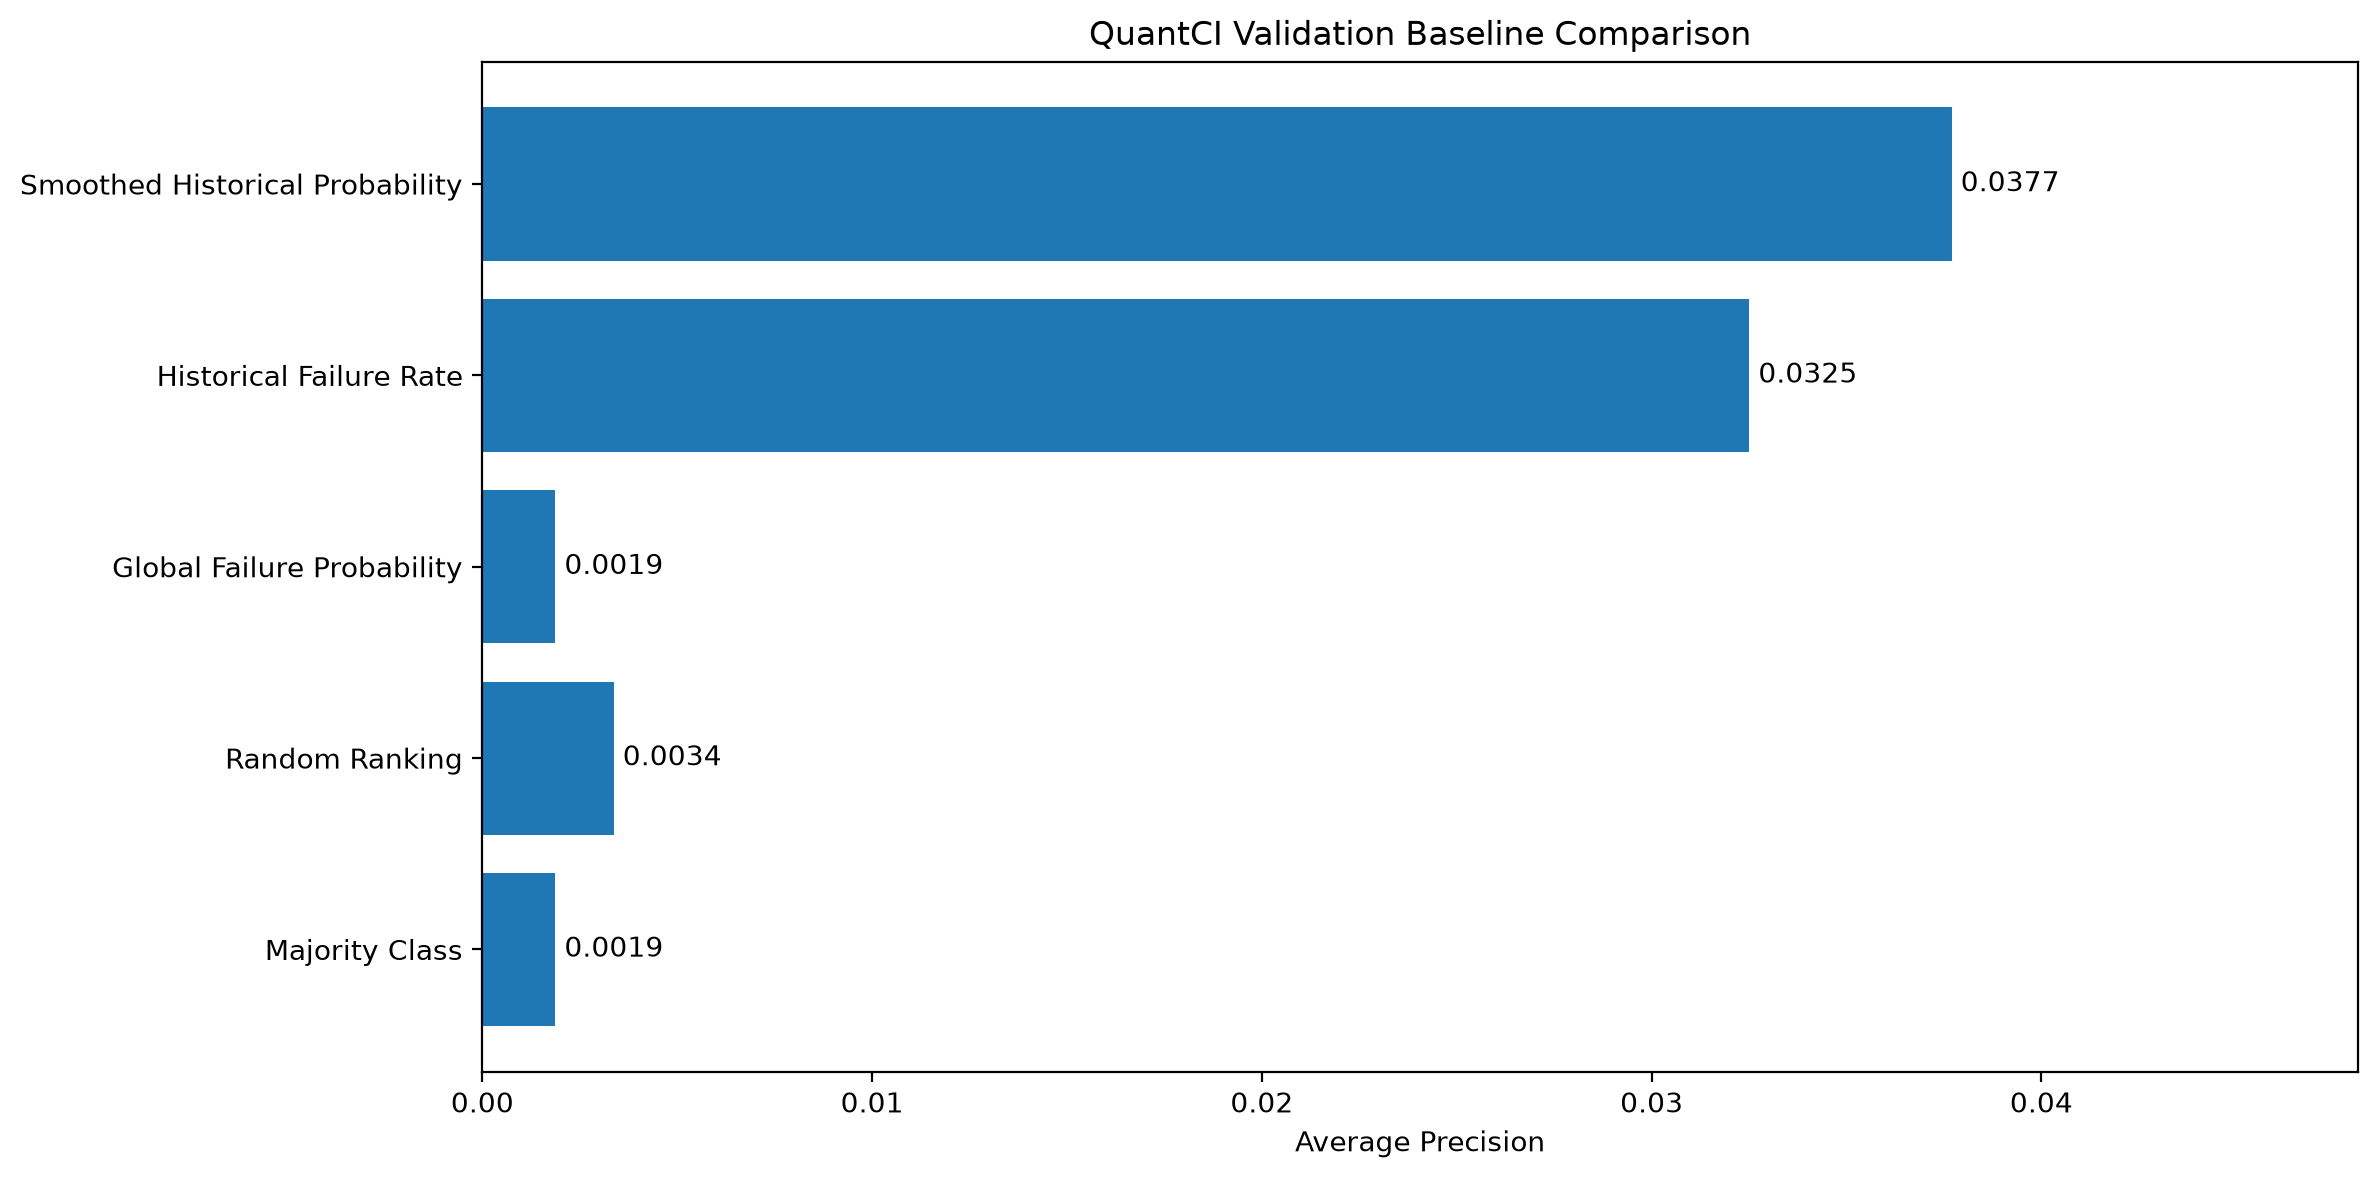 QuantCI Validation Baseline Comparison
Smoothed Historical Probability
0.0377
Historical Failure Rate
0.0325
Global Failure Probability
0.0019
Random Ranking
0.0034
Majority Class
0.0019
0.00 0.01 0.02 0.03 0.04
Average Precision